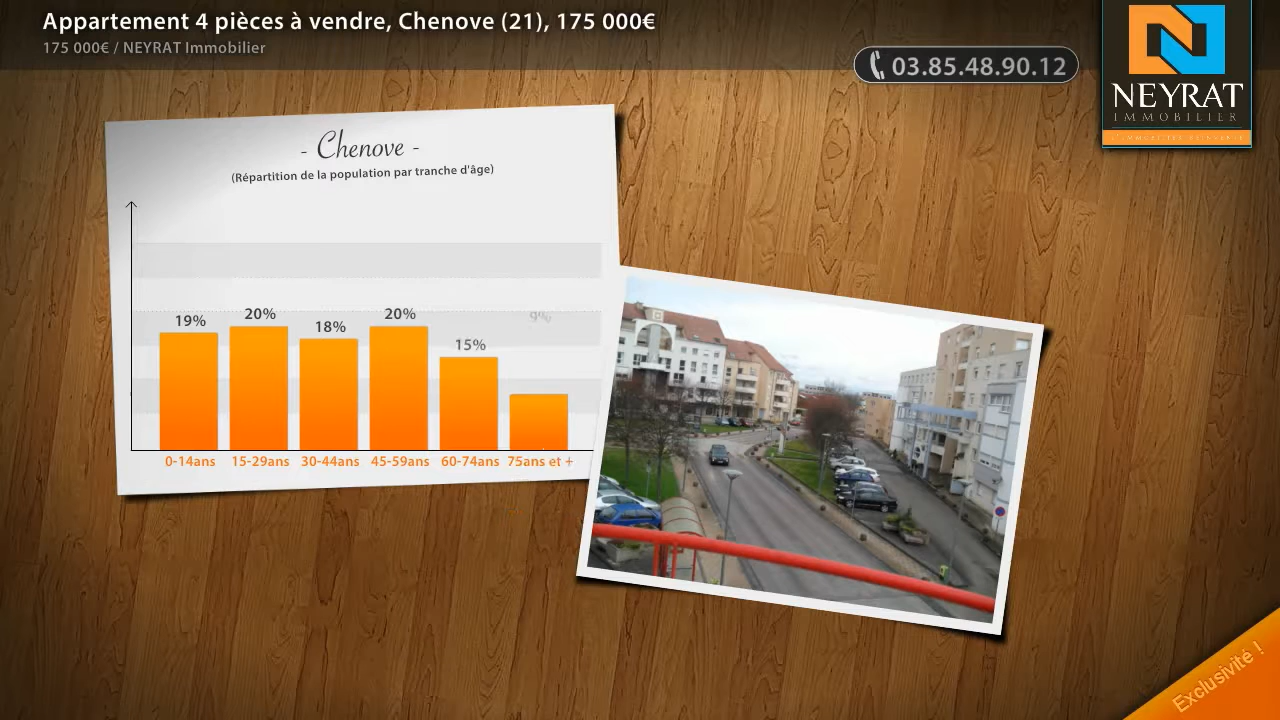 Appartement 4 pièces à vendre, Chenove (21), 175 000€
175 000€ / NEYRAT Immobilier
03.85.48.90.12
NEYRAT
IMMOBILIER
- Chenove -
(Répartition de la population par tranche d'âge)
19%
20%
18%
20%
15%
9%
0-14ans
15-29ans
30-44ans
45-59ans
60-74ans
75ans et +
Exclusivité !